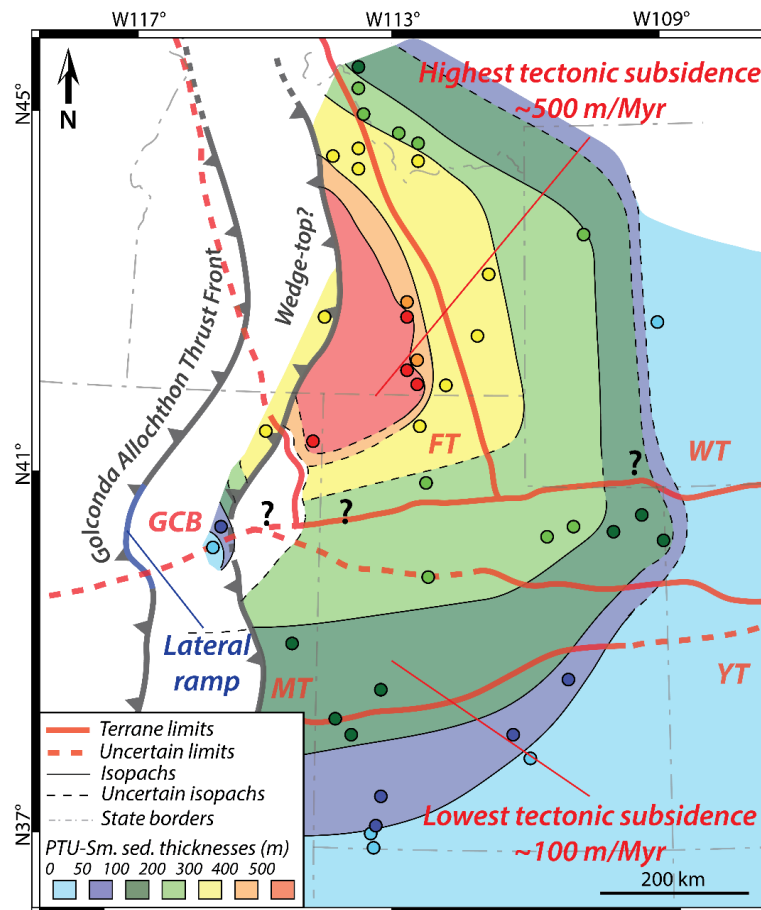 W117°
W113°
W109°
N45°
N41°
N37°
N
Highest tectonic subsidence
~500 m/Myr
Wedge-top?
Golconda Allochthon Thrust Front
FT
WT
?
GCB
?
?
Lateral
ramp
MT
YT
Lowest tectonic subsidence
~100 m/Myr
Terrane limits
Uncertain limits
Isopachs
Uncertain isopachs
State borders
PTU-Sm. sed. thicknesses (m)
0 50 100 200 300 400 500
200 km